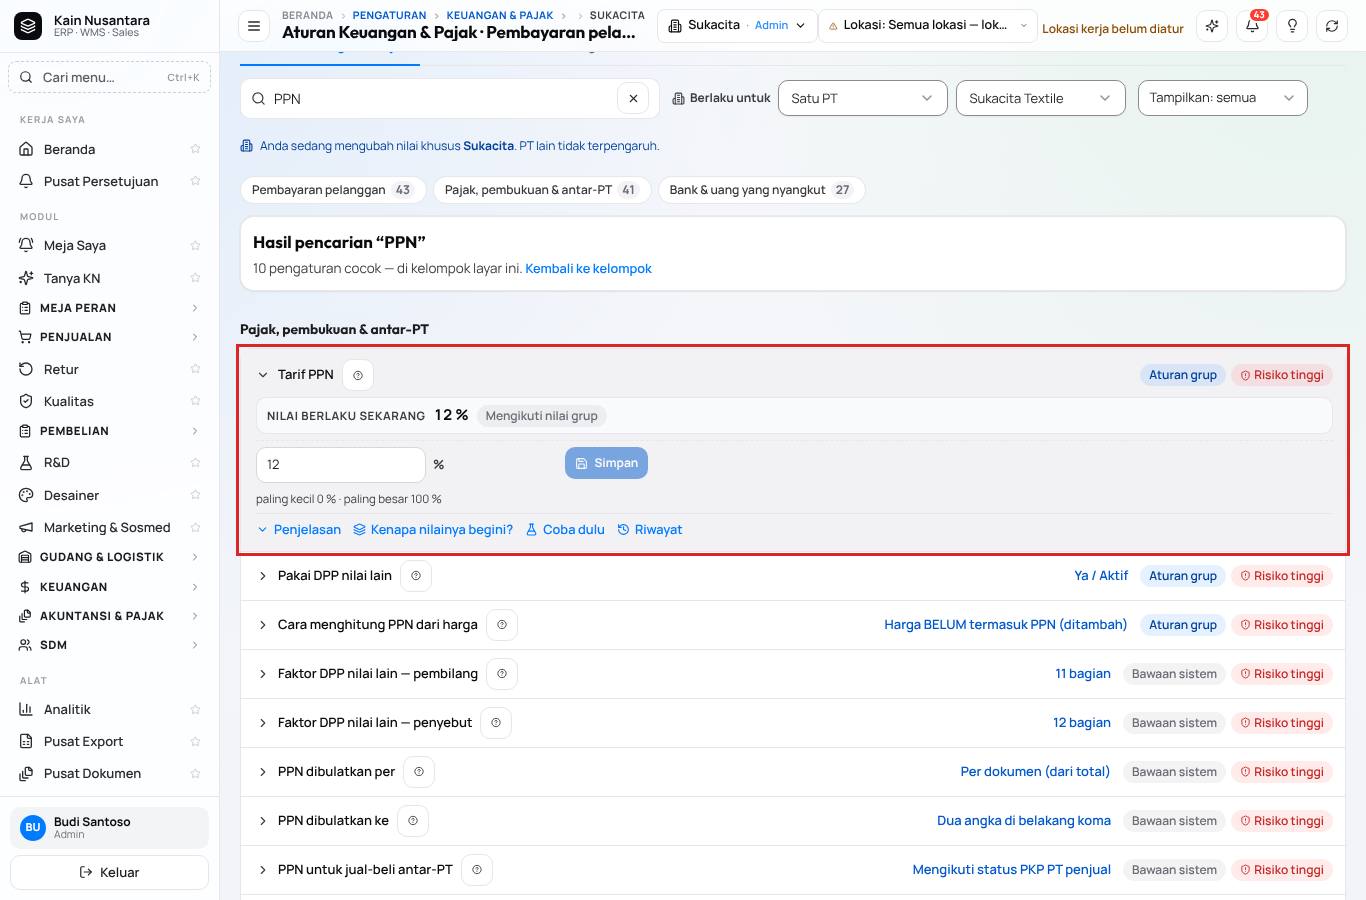 Kain Nusantara
ERP · WMS · Sales
Cari menu... Ctrl+K
KERJA SAYA
Beranda
Pusat Persetujuan
MODUL
Meja Saya
Tanya KN
MEJA PERAN
PENJUALAN
Retur
Kualitas
PEMBELIAN
R&D
Desainer
Marketing & Sosmed
GUDANG & LOGISTIK
KEUANGAN
AKUNTANSI & PAJAK
SDM
ALAT
Analitik
Pusat Export
Pusat Dokumen
BU Budi Santoso
Admin
Keluar
BERANDA > PENGATURAN > KEUANGAN & PAJAK > > SUKACITA
Aturan Keuangan & Pajak · Pembayaran pela...
Sukacita · Admin
Lokasi: Semua lokasi — lok...
Lokasi kerja belum diatur
43
PPN
Berlaku untuk
Satu PT
Sukacita Textile
Tampilkan: semua
Anda sedang mengubah nilai khusus Sukacita. PT lain tidak terpengaruh.
Pembayaran pelanggan 43
Pajak, pembukuan & antar-PT 41
Bank & uang yang nyangkut 27
Hasil pencarian “PPN”
10 pengaturan cocok — di kelompok layar ini. Kembali ke kelompok
Pajak, pembukuan & antar-PT
Tarif PPN Aturan grup Risiko tinggi
NILAI BERLAKU SEKARANG 12 % Mengikuti nilai grup
12 % Simpan
paling kecil 0 % · paling besar 100 %
Penjelasan Kenapa nilainya begini? Coba dulu Riwayat
Pakai DPP nilai lain Ya / Aktif Aturan grup Risiko tinggi
Cara menghitung PPN dari harga Harga BELUM termasuk PPN (ditambah) Aturan grup Risiko tinggi
Faktor DPP nilai lain — pembilang 11 bagian Bawaan sistem Risiko tinggi
Faktor DPP nilai lain — penyebut 12 bagian Bawaan sistem Risiko tinggi
PPN dibulatkan per Per dokumen (dari total) Bawaan sistem Risiko tinggi
PPN dibulatkan ke Dua angka di belakang koma Bawaan sistem Risiko tinggi
PPN untuk jual-beli antar-PT Mengikuti status PKP PT penjual Bawaan sistem Risiko tinggi